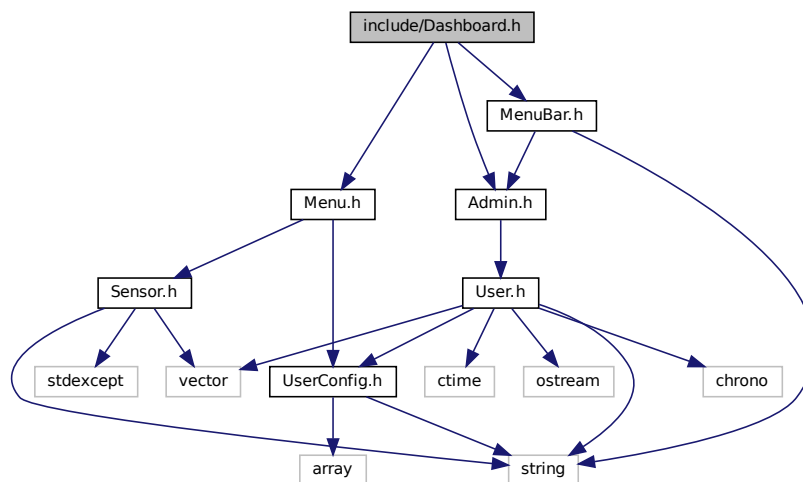 include/Dashboard.h
MenuBar.h
Menu.h
Admin.h
Sensor.h
User.h
stdexcept
vector
UserConfig.h
ctime
ostream
chrono
array
string